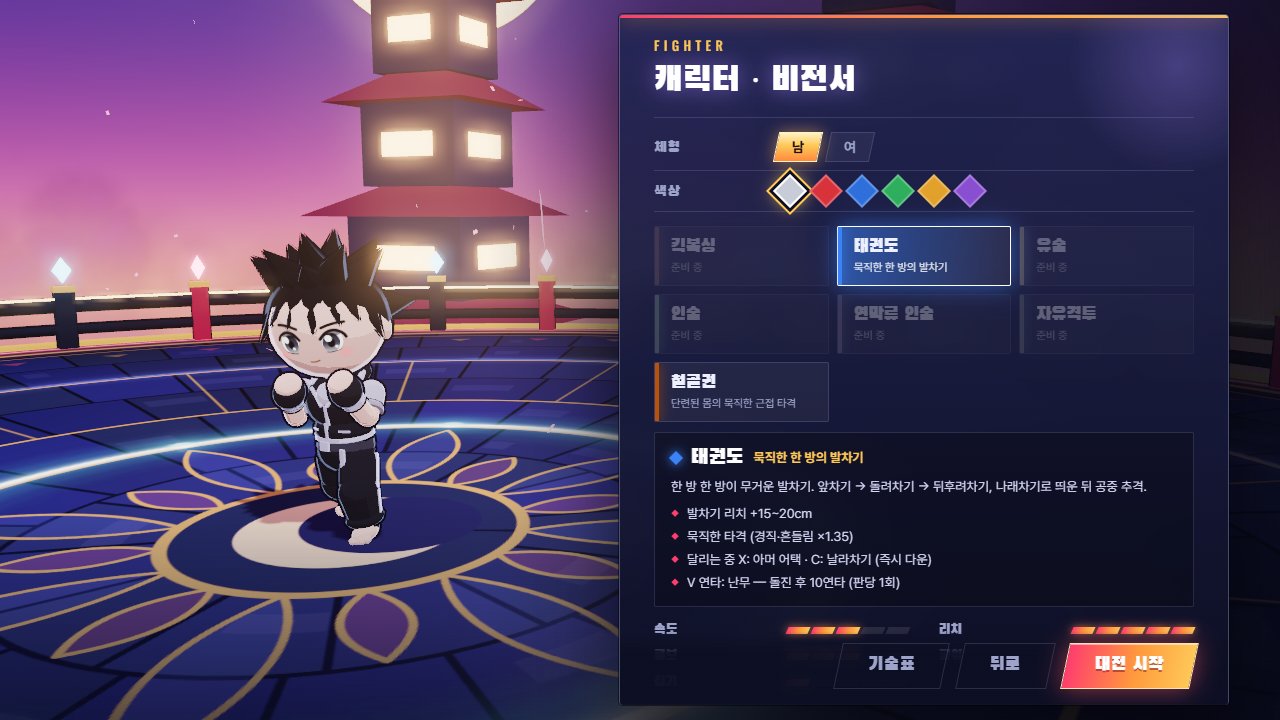 FIGHTER
캐릭터 · 비전서
체형
남
여
색상
킥복싱
준비 중
태권도
묵직한 한 방의 발차기
유술
준비 중
인술
준비 중
연막류 인술
준비 중
자유격투
준비 중
철곧권
단련된 몸의 묵직한 근접 타격
태권도 묵직한 한 방의 발차기
한 방 한 방이 무거운 발차기. 앞차기 → 돌려차기 → 뒤후려차기, 나래차기로 띄운 뒤 공중 추격.
발차기 리치 +15~20cm
묵직한 타격 (경직·흔들림 ×1.35)
달리는 중 X: 아머 어택 · C: 날라차기 (즉시 다운)
V 연타: 난무 — 돌진 후 10연타 (판당 1회)
속도
리치
기술표
뒤로
대전 시작